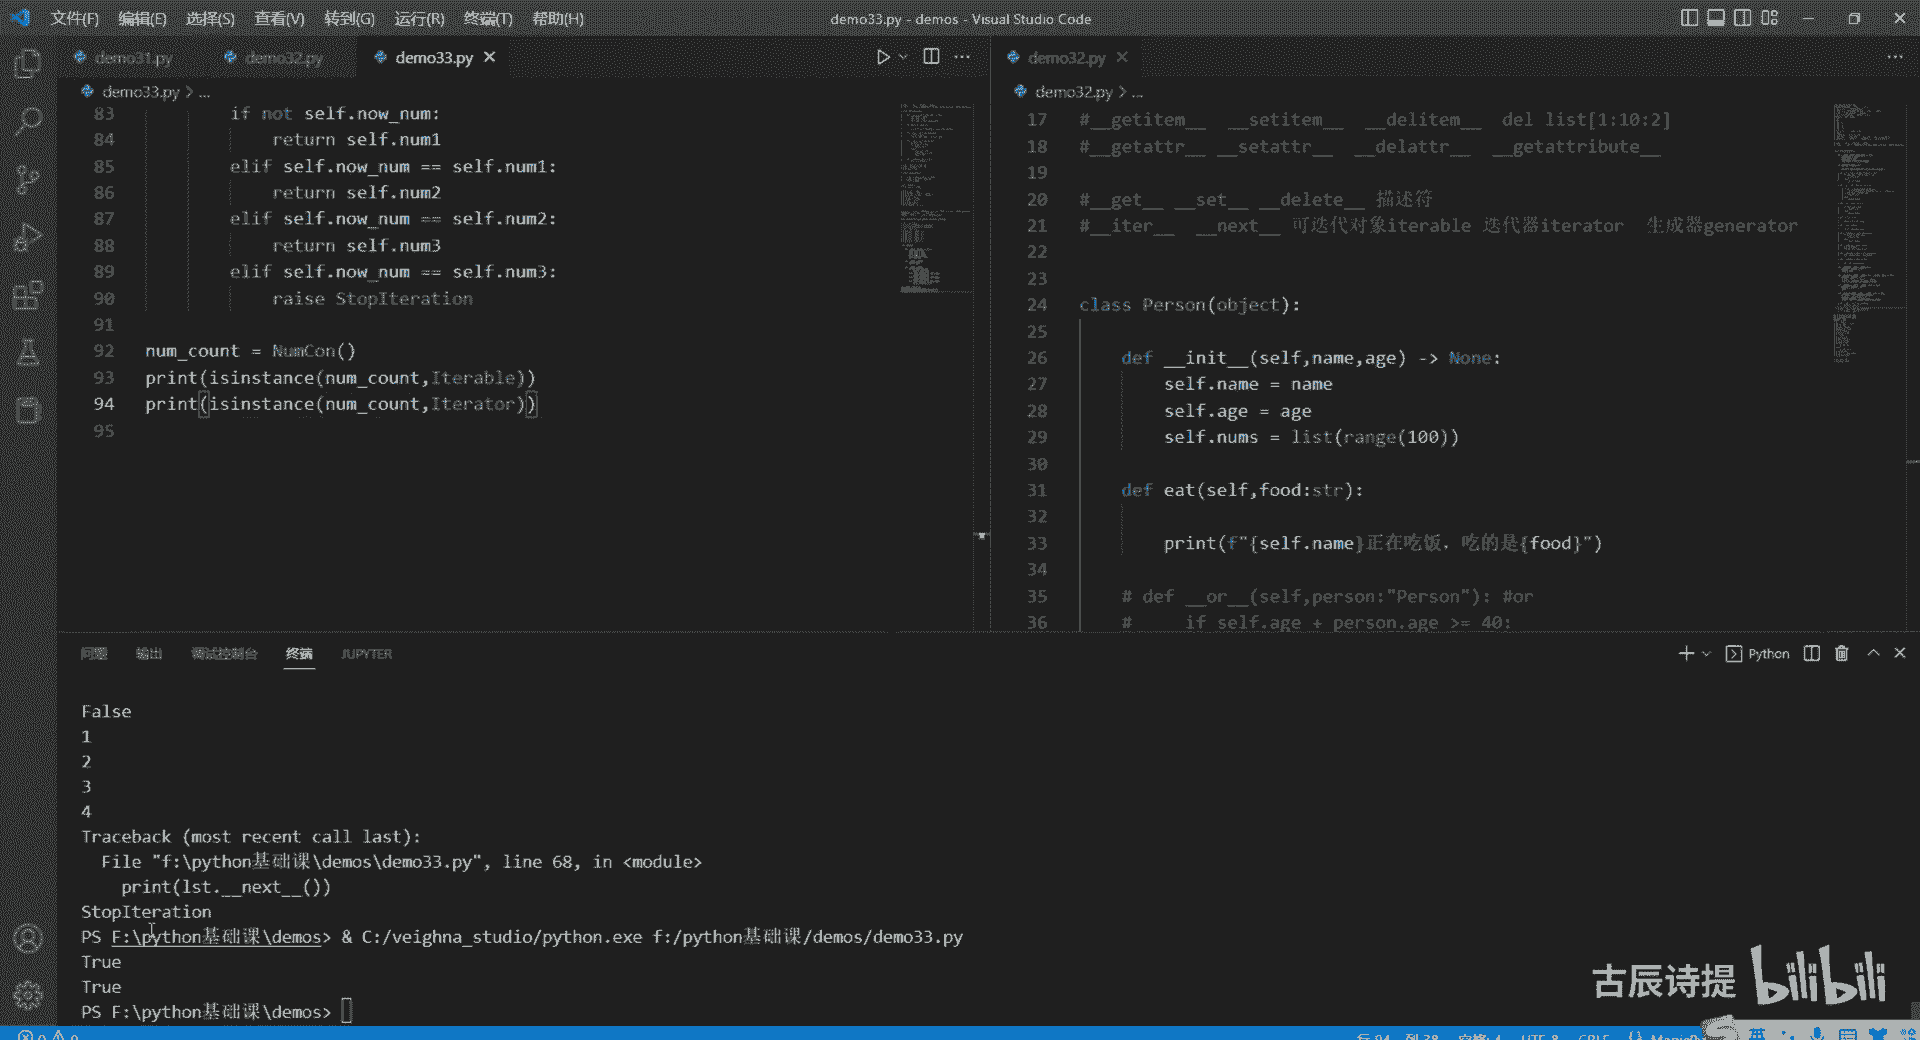 文件(F) 编辑(E) 选择(S) 查看(V) 转到(G) 运行(R) 终端(T) 帮助(H) demo33.py - demos - Visual Studio Code
demo31.py demo32.py demo33.py
demo33.py > ...
83 if not self.now_num:
84 return self.num1
85 elif self.now_num == self.num1:
86 return self.num2
87 elif self.now_num == self.num2:
88 return self.num3
89 elif self.now_num == self.num3:
90 raise StopIteration
91
92 num_count = NumCon()
93 print(isinstance(num_count,Iterable))
94 print(isinstance(num_count,Iterator))
95
demo32.py
demo32.py > ...
17 #__getitem__ __setitem__ __delitem__ del list[1:10:2]
18 #__getattr__ __setattr__ __delattr__ __getattribute__
19
20 #__get__ __set__ __delete__ 描述符
21 #__iter__ __next__ 可迭代对象iterable 迭代器iterator 生成器generator
22
23
24 class Person(object):
25
26 def __init__(self,name,age) -> None:
27 self.name = name
28 self.age = age
29 self.nums = list(range(100))
30
31 def eat(self,food:str):
32
33 print(f"{self.name}正在吃饭，吃的是{food}")
34
35 # def __or__(self,person:"Person"): #or
36 # if self.age + person.age >= 40:
问题 输出 调试控制台 终端 JUPYTER
Python
False
1
2
3
4
Traceback (most recent call last):
File "f:\python基础课\demos\demo33.py", line 68, in <module>
print(lst.__next__())
StopIteration
PS F:\python基础课\demos> & C:/veighna_studio/python.exe f:/python基础课/demos/demo33.py
True
True
PS F:\python基础课\demos>
古辰诗提 bilibili